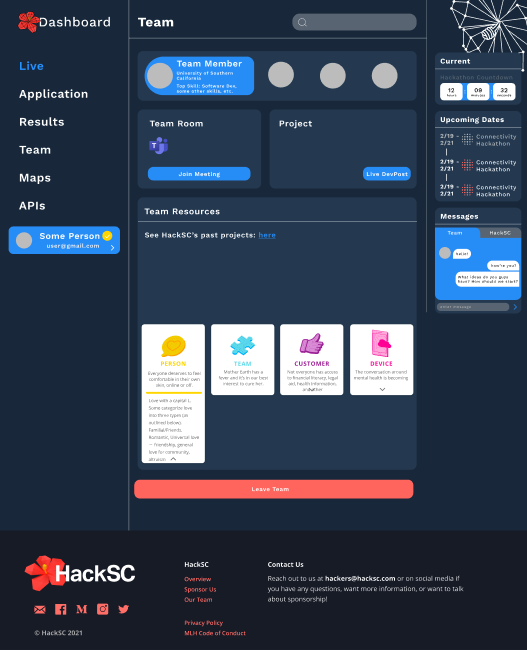 Dashboard
Live
Application
Results
Team
Maps
APIs
Some Person
user@gmail.com
Team
Team Member
University of Southern
California
Top Skill: Software Dev,
some other skills, etc.
Team Room
Join Meeting
Project
Live DevPost
Team Resources
See HackSC's past projects: here
PERSON
Everyone deserves to feel
comfortable in their own
skin, online or off.
Love with a capital L
Some categorize love
into three types (as
outlined below).
Familial/Friends,
Romantic, Universal love
— Friendship, general
love for community,
altruism
TEAM
Mother Earth has a
fever and it's in our best
interest to cure her.
CUSTOMER
Not everyone has access
to financial literacy, legal
aid, health information,
DEVICE
The conversation around
mental health is becoming
Leave Team
Current
Hackathon Countdown
12 09 32
hours minutes seconds
Upcoming Dates
2/19 -
2/21
Connectivity
Hackathon
2/19 -
2/21
Connectivity
Hackathon
2/19 -
2/21
Connectivity
Hackathon
Messages
Team HackSC
hello!
how're you?
What ideas do you guys
have? How should we start?
HackSC
© HackSC 2021
HackSC
Overview
Sponsor Us
Our Team
Privacy Policy
MLH Code of Conduct
Contact Us
Reach out to us at hackers@hacksc.com or on social media if
you have any questions, want more information, or want to talk
about sponsorship!